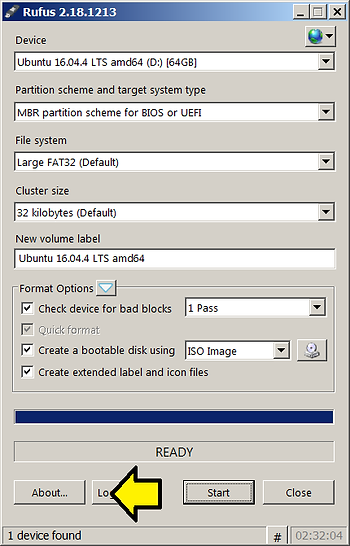 Rufus 2.18.1213
Device
Ubuntu 16.04.4 LTS amd64 (D:) [64GB]
Partition scheme and target system type
MBR partition scheme for BIOS or UEFI
File system
Large FAT32 (Default)
Cluster size
32 kilobytes (Default)
New volume label
Ubuntu 16.04.4 LTS amd64
Format Options
Check device for bad blocks 1 Pass
Quick format
Create a bootable disk using ISO Image
Create extended label and icon files
READY
About... Start Close
1 device found # 02:32:04